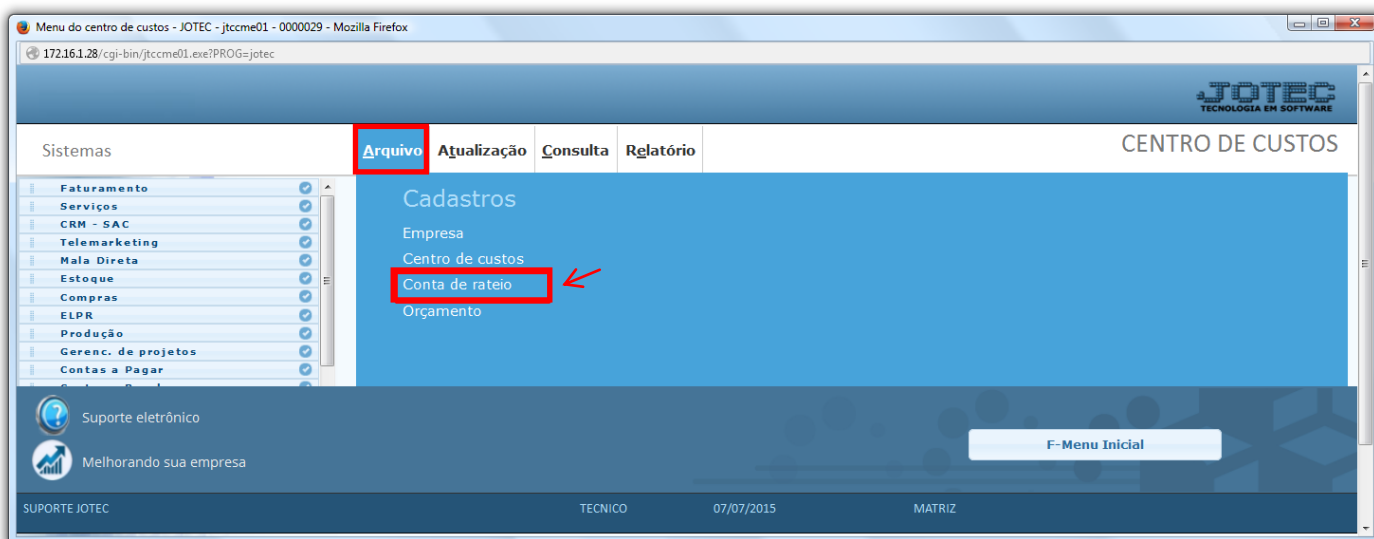 Menu do centro de custos - JOTEC - jtccme01 - 0000029 - Mozilla Firefox
172.16.1.28/cgi-bin/jtccme01.exe?PROG=jotec
JOTEC
TECNOLOGIA EM SOFTWARE
Sistemas
Arquivo Atualização Consulta Relatório
CENTRO DE CUSTOS
Faturamento
Serviços
CRM - SAC
Telemarketing
Mala Direta
Estoque
Compras
ELPR
Produção
Gerenc. de projetos
Contas a Pagar
Cadastros
Empresa
Centro de custos
Conta de rateio
Orçamento
Suporte eletrônico
Melhorando sua empresa
F-Menu Inicial
SUPORTE JOTEC TECNICO 07/07/2015 MATRIZ